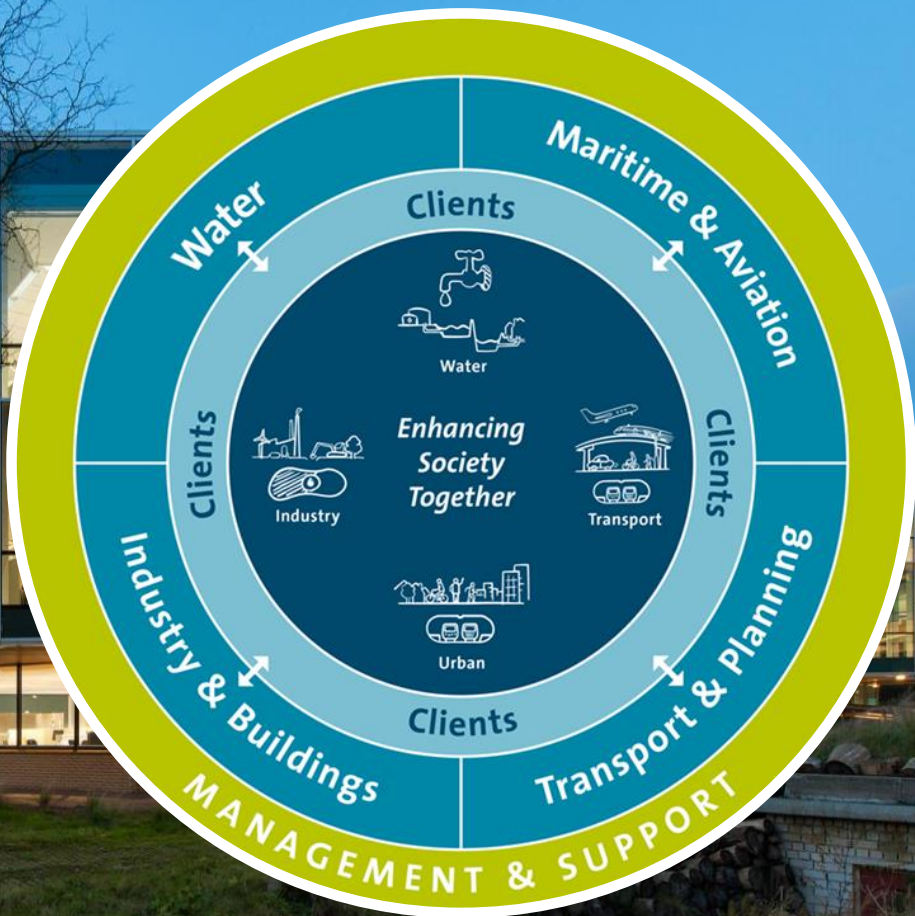 Water
Maritime & Aviation
Clients
Water
Clients
Enhancing
Society
Together
Clients
Industry
Transport
Urban
Clients
Industry & Buildings
Transport & Planning
MANAGEMENT & SUPPORT